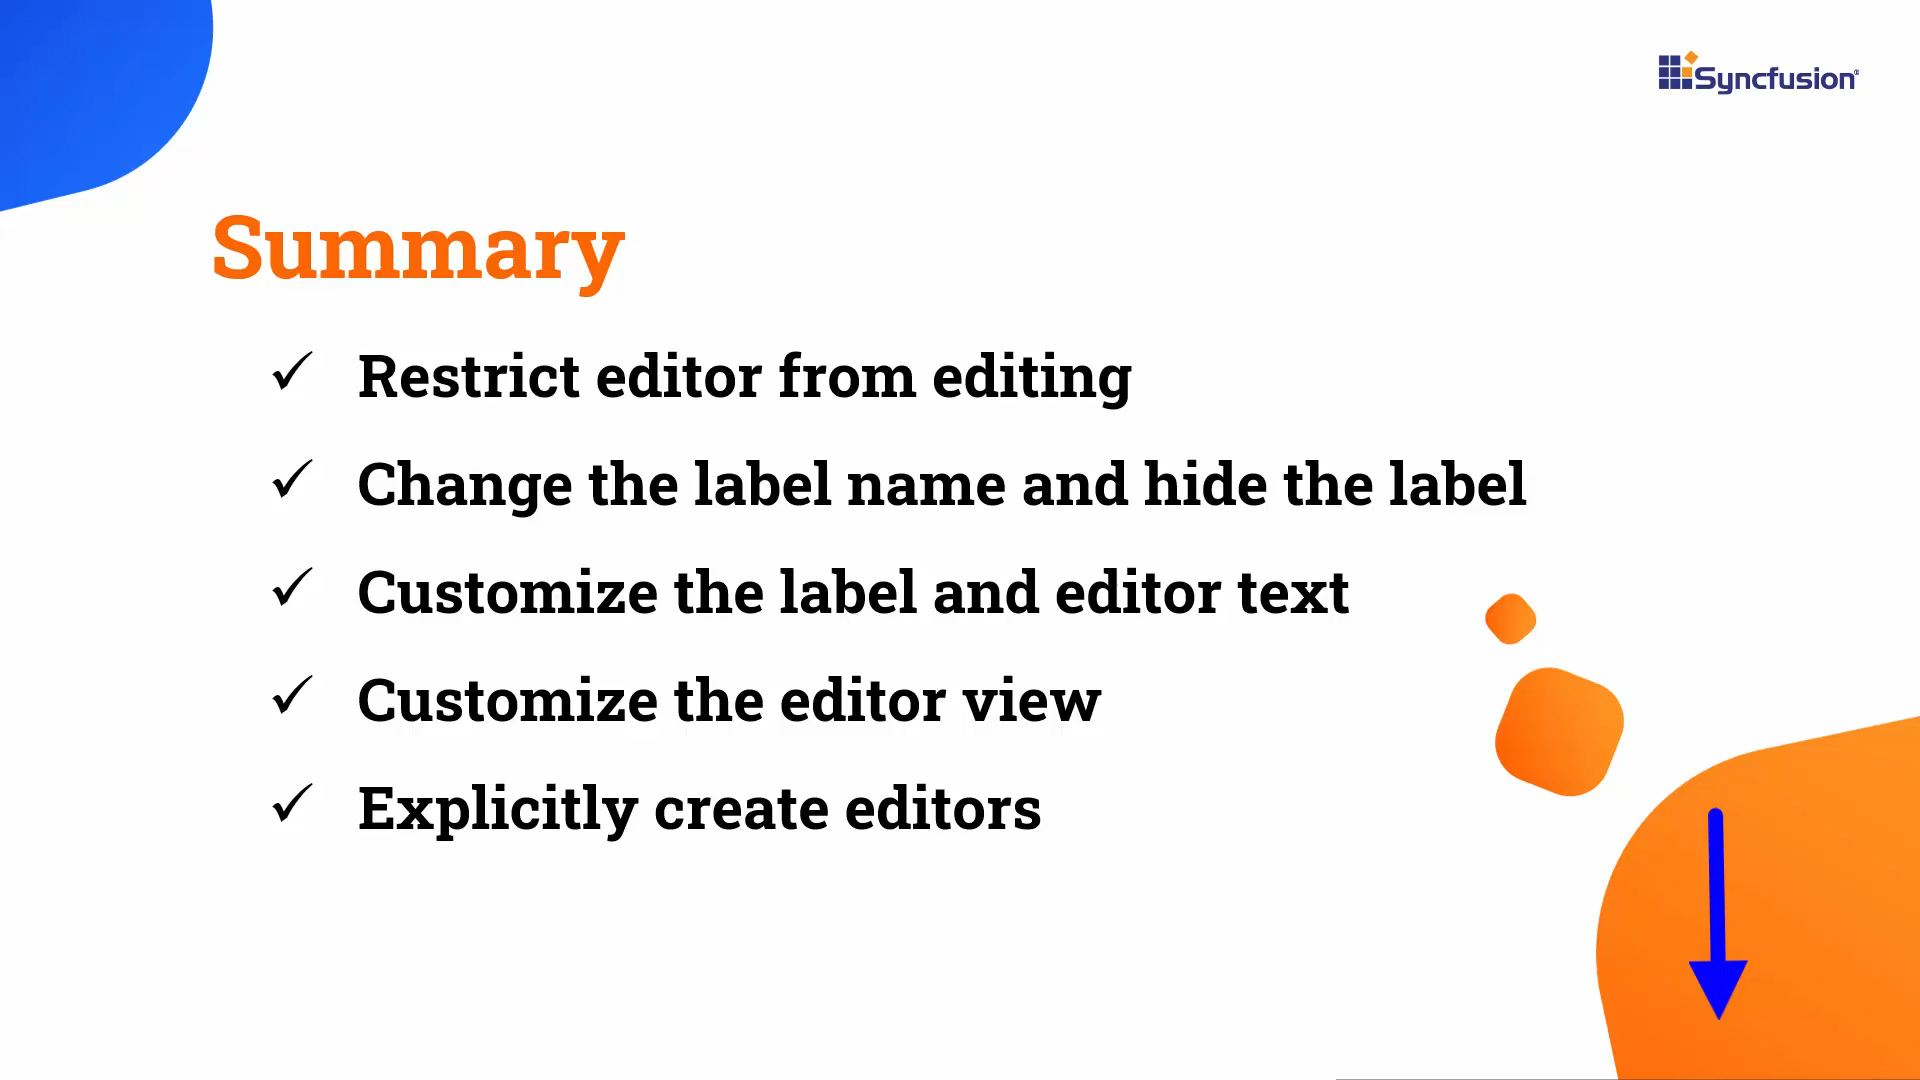 Syncfusion
Summary
✓ Restrict editor from editing
✓ Change the label name and hide the label
✓ Customize the label and editor text
✓ Customize the editor view
✓ Explicitly create editors